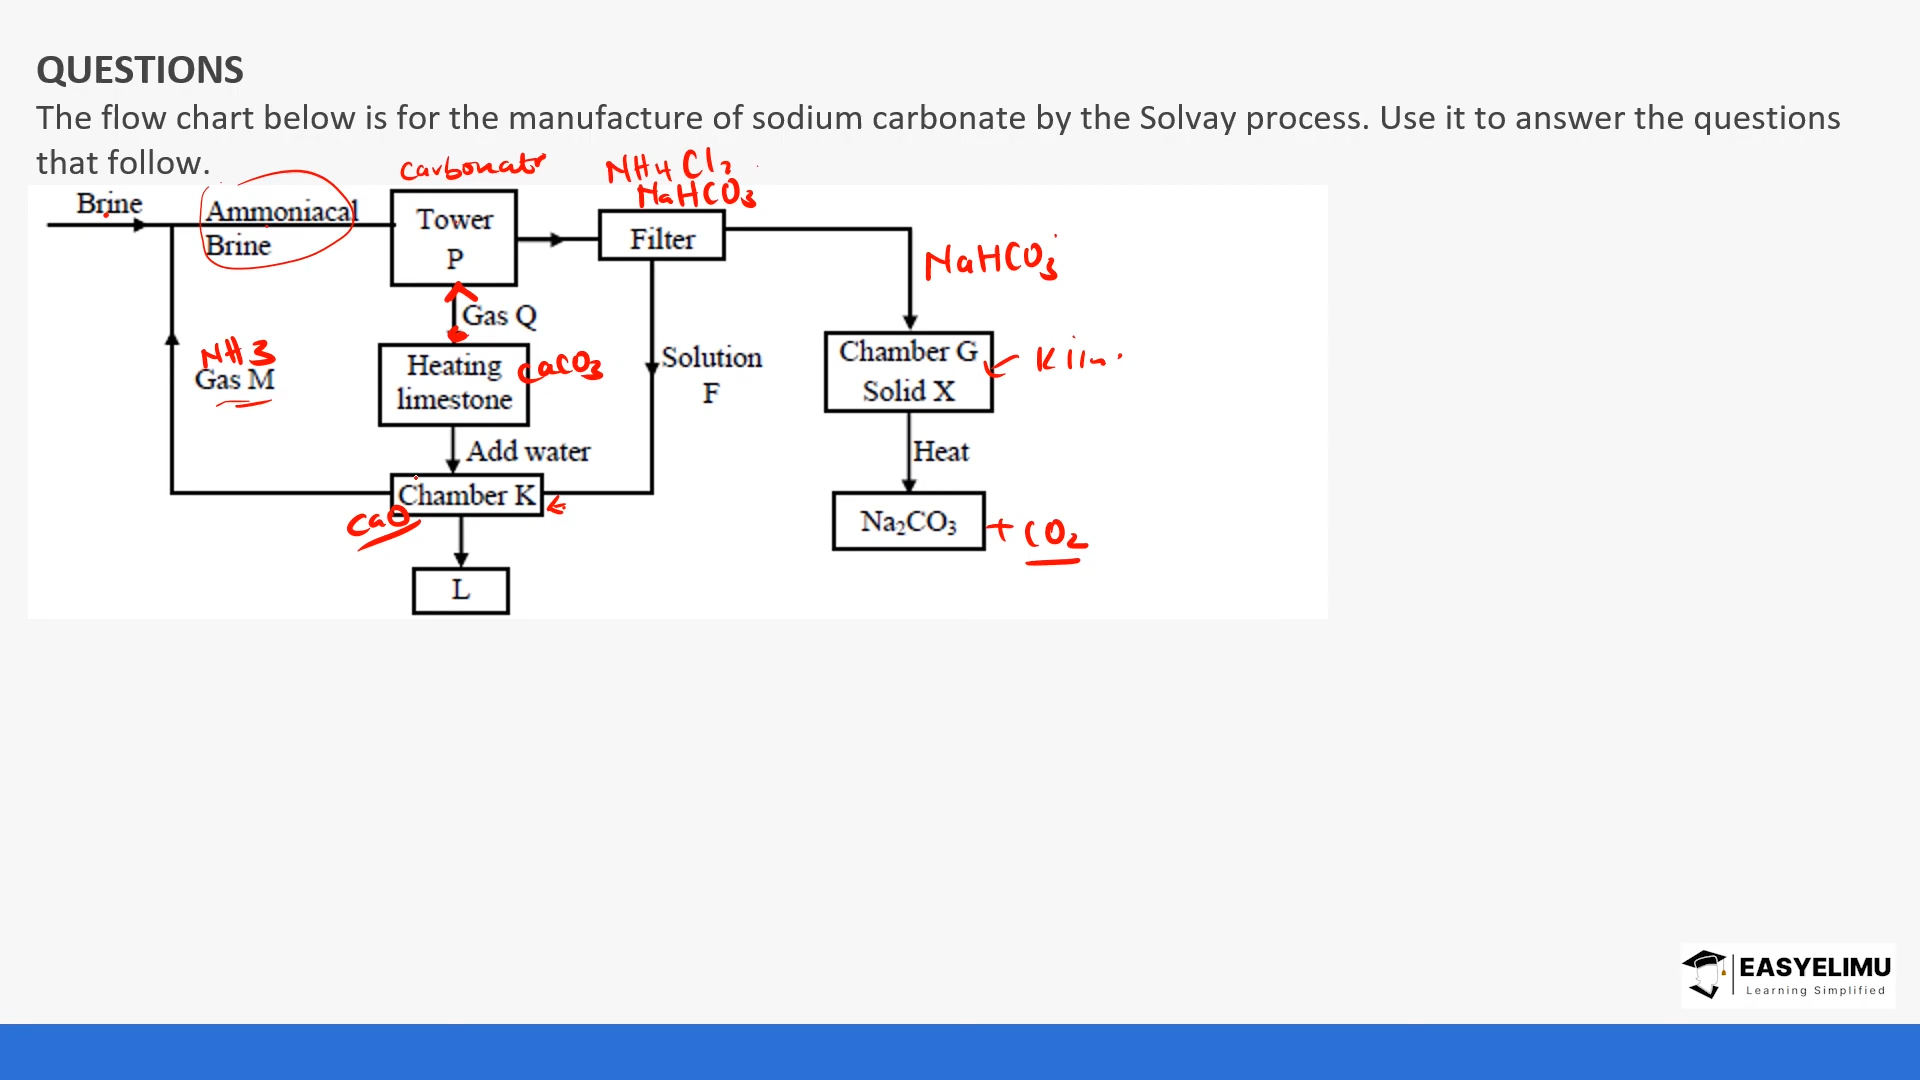 QUESTIONS
The flow chart below is for the manufacture of sodium carbonate by the Solvay process. Use it to answer the questions
that follow.
Carbonatr
NH4Cl2
NaHCO3
Brine
Ammoniacal
Brine
Tower
P
Filter
NaHCO3
Gas Q
NH3
Gas M
Heating
limestone
CaCO3
Solution
F
Chamber G
Solid X
Kiln.
Add water
Heat
Chamber K
CaO
Na₂CO₃
+ CO2
L
EASYELIMU
Learning Simplified